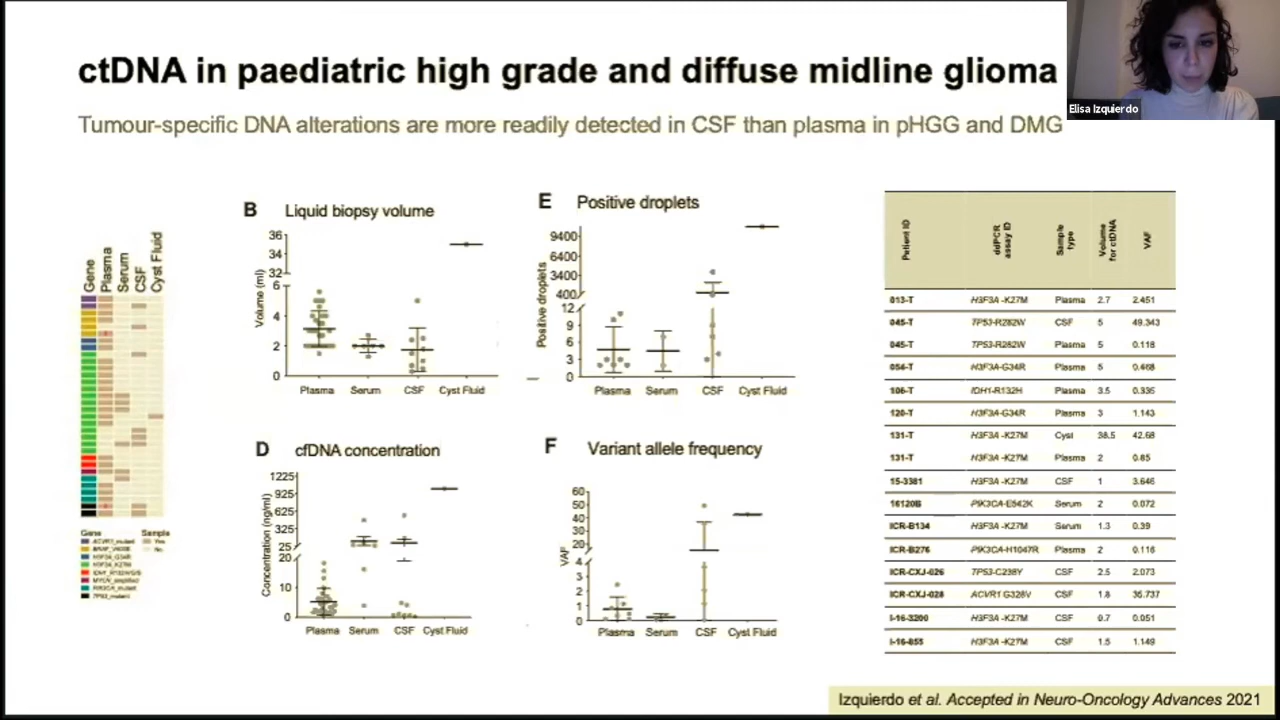 ctDNA in paediatric high grade and diffuse midline glioma
Elisa Izquierdo
Tumour-specific DNA alterations are more readily detected in CSF than plasma in pHGG and DMG
Gene
Plasma
Serum
CSF
Cyst Fluid
Gene
Sample
ACVR1_mutant
Yes
BRAF_V600E
No
H3F3A_G34R
H3F3A_K27M
MYCN_amplified
PIK3CA_mutant
TP53_mutant
B Liquid biopsy volume
Volume (ml)
36
34
32
6
4
2
0
Plasma Serum CSF Cyst Fluid
E Positive droplets
Positive droplets
9400
6400
3400
400
12
9
6
3
0
Plasma Serum CSF Cyst Fluid
D cfDNA concentration
Concentration (ng/ml)
1225
925
625
325
25
20
10
0
Plasma Serum CSF Cyst Fluid
F Variant allele frequency
VAF
60
50
40
30
20
4
3
2
1
0
Plasma Serum CSF Cyst Fluid
Patient ID ddPCR assay ID Sample type Volume for ctDNA VAF
013-T H3F3A -K27M Plasma 2.7 2.451
045-T TP53-R282W CSF 5 49.343
045-T TP53-R282W Plasma 5 0.118
054-T H3F3A-G34R Plasma 5 0.468
106-T IDH1-R132H Plasma 3.5 0.335
120-T H3F3A-G34R Plasma 3 1.143
131-T H3F3A -K27M Cyst 38.5 42.68
131-T H3F3A -K27M Plasma 2 0.85
15-3381 H3F3A -K27M CSF 1 3.646
16120B PIK3CA-E542K Serum 2 0.072
ICR-B134 H3F3A -K27M Serum 1.3 0.39
ICR-B276 PIK3CA-H1047R Plasma 2 0.116
ICR-CXJ-026 TP53-C238Y CSF 2.5 2.073
ICR-CXJ-028 ACVR1 G328V CSF 1.8 35.737
I-16-3200 H3F3A -K27M CSF 0.7 0.051
I-16-855 H3F3A -K27M CSF 1.5 1.149
Izquierdo et al. Accepted in Neuro-Oncology Advances 2021